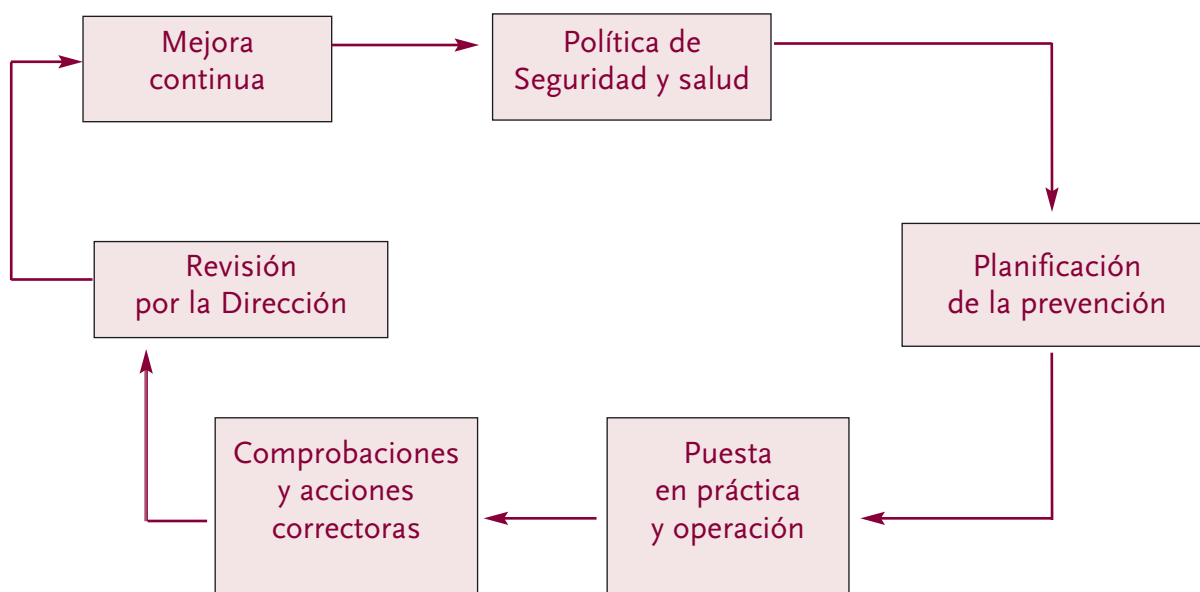 Mejora
continua
Política de
Seguridad y salud
Planificación
de la prevención
Puesta
en práctica
y operación
Comprobaciones
y acciones
correctoras
Revisión
por la Dirección